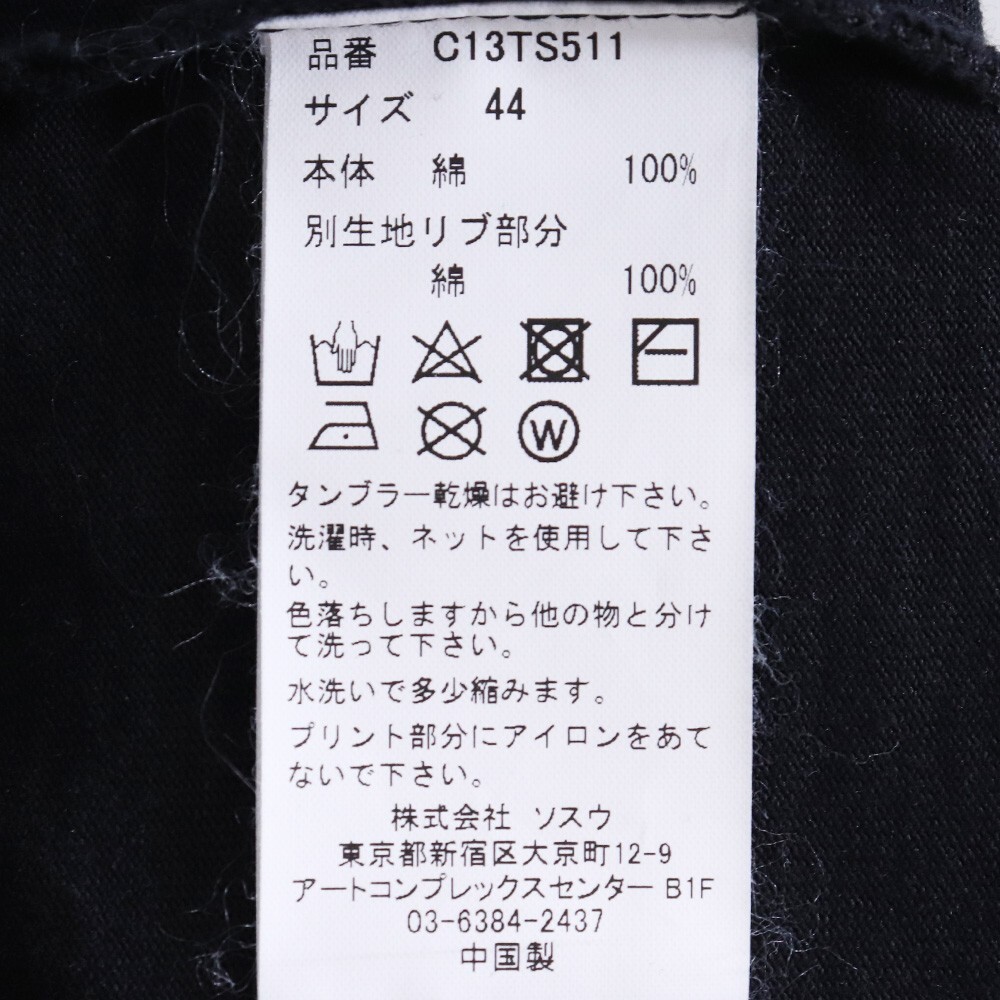 品番 C13TS511
サイズ 44
本体 綿 100%
別生地リブ部分
綿 100%
W
タンブラー乾燥はお避け下さい。
洗濯時、ネットを使用して下さ
い。
色落ちしますから他の物と分け
て洗って下さい。
水洗いで多少縮みます。
プリント部分にアイロンをあて
ないで下さい。
株式会社 ソスウ
東京都新宿区大京町12-9
アートコンプレックスセンター B1F
03-6384-2437
中国製